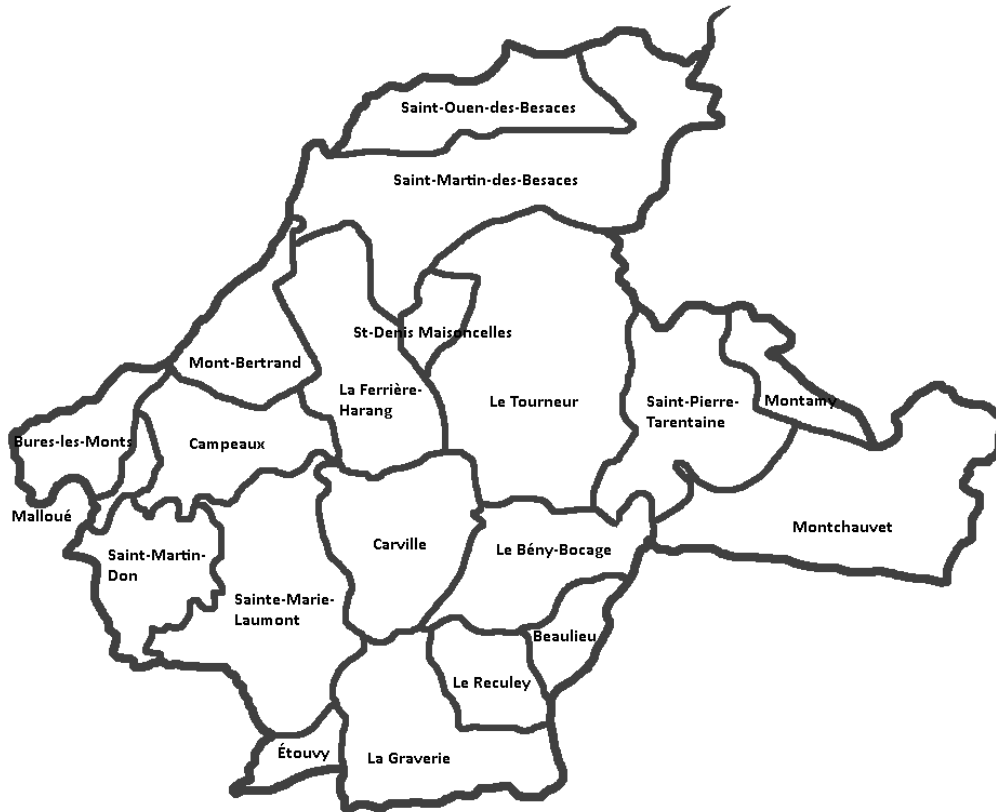 Saint-Ouen-des-Besaces
Saint-Martin-des-Besaces
St-Denis Maisoncelles
Mont-Bertrand
La Ferrière-
Harang
Le Tourneur
Saint-Pierre-
Tarentaine
Montamy
Bures-les-Monts
Campeaux
Malloué
Montchauvet
Saint-Martin-
Don
Carville
Le Bény-Bocage
Sainte-Marie-
Laumont
Beaulieu
Le Reculey
Étouvy
La Graverie